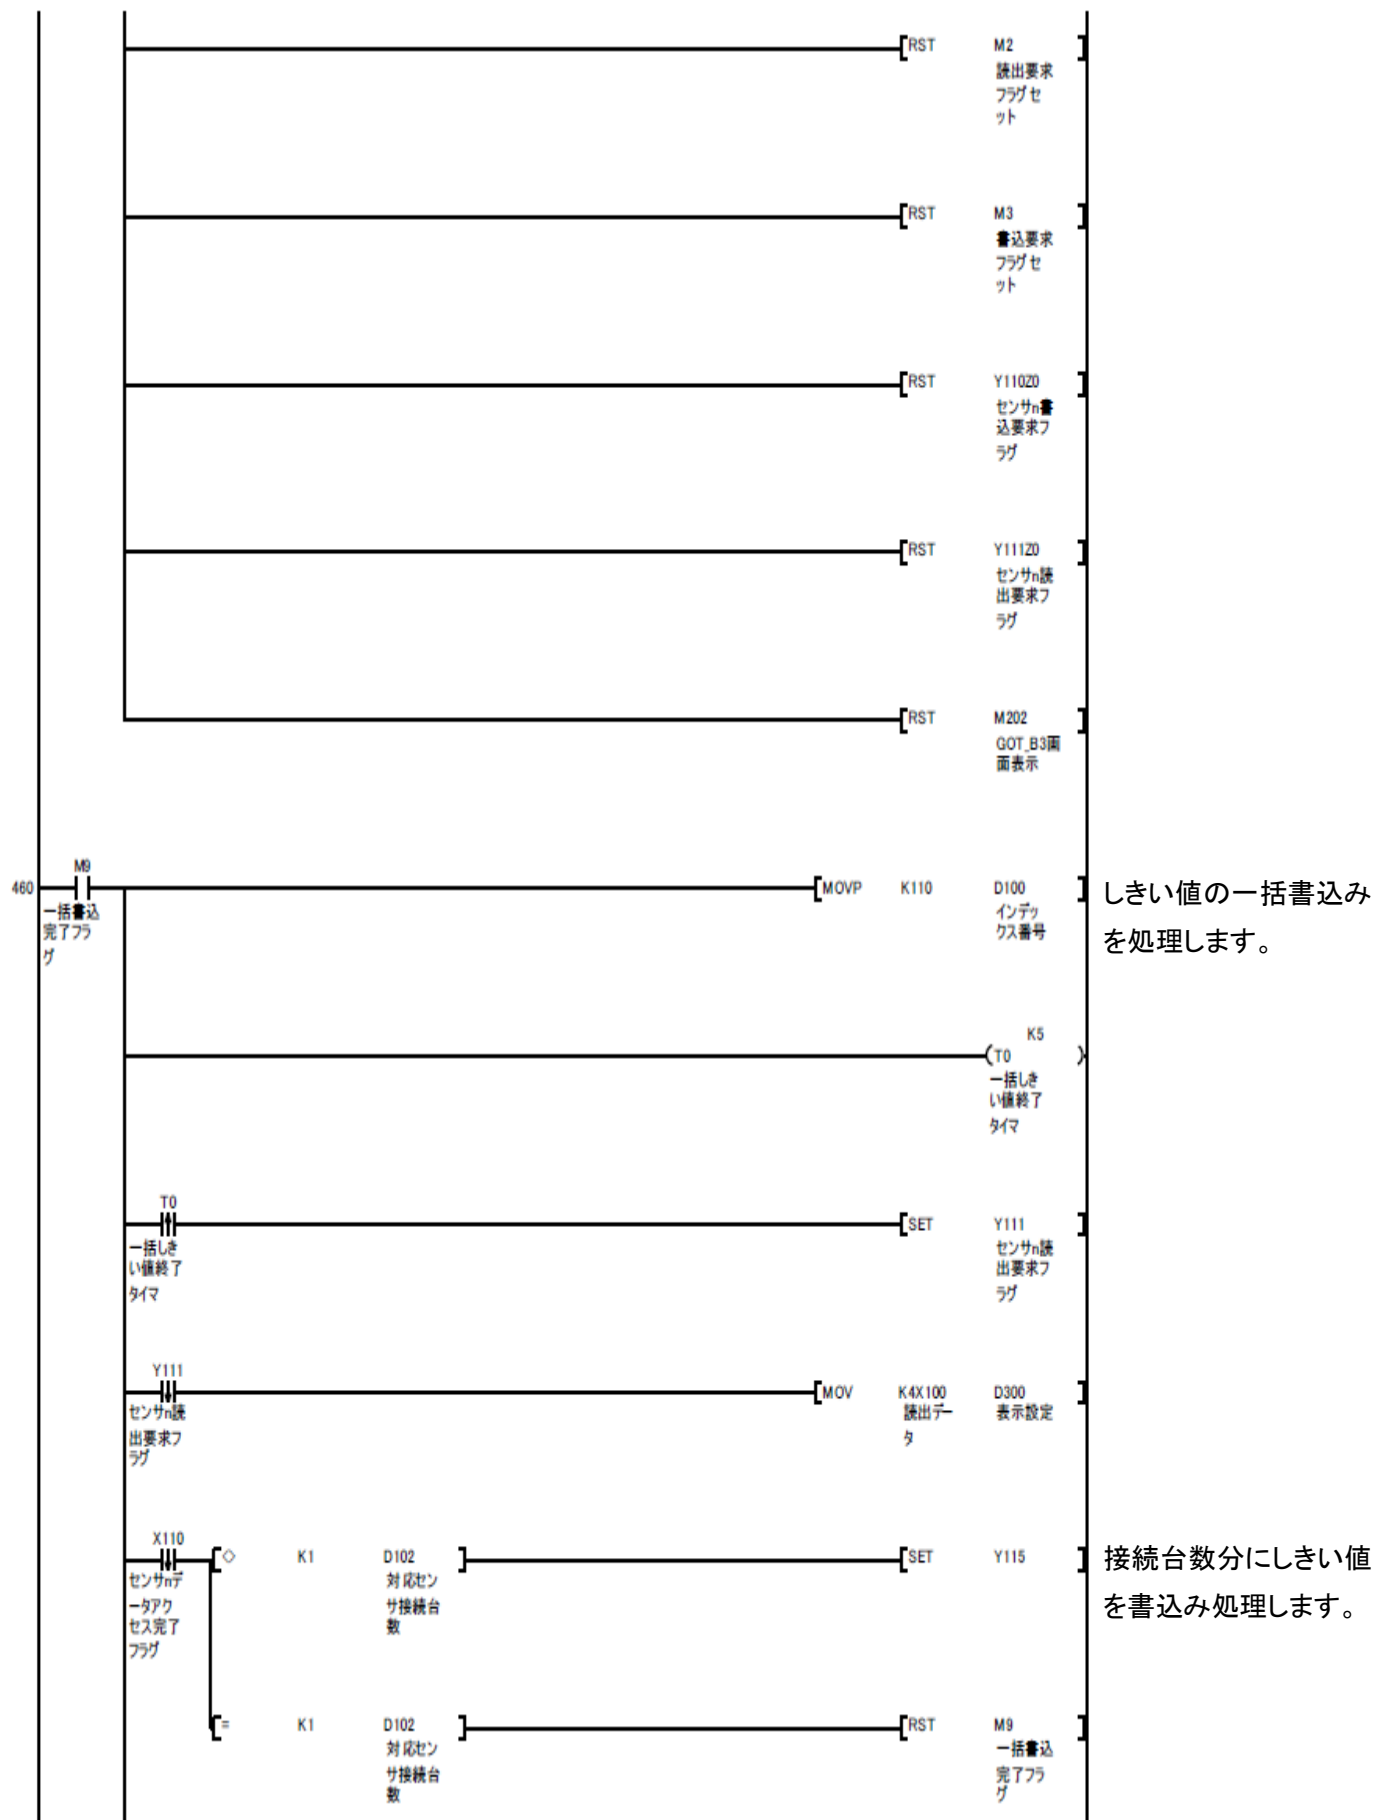 RST M2
読出要求
フラグセ
ット
RST M3
書込要求
フラグセ
ット
RST Y110Z0
センサn書
込要求フ
ラグ
RST Y111Z0
センサn読
出要求フ
ラグ
RST M202
GOT_B3画
面表示
M9
460
一括書込
完了フラ
グ
MOVP K110 D100
インデッ
クス番号
しきい値の一括書込み
を処理します。
K5
T0
一括しき
い値終了
タイマ
T0
一括しき
い値終了
タイマ
SET Y111
センサn読
出要求フ
ラグ
Y111
センサn読
出要求フ
ラグ
MOV K4X100 D300
読出デー
タ
表示設定
X110
センサnデ
ータアク
セス完了
フラグ
<> K1 D102
対応セン
サ接続台
数
SET Y115
接続台数分にしきい値
を書込み処理します。
= K1 D102
対応セン
サ接続台
数
RST M9
一括書込
完了フラ
グ